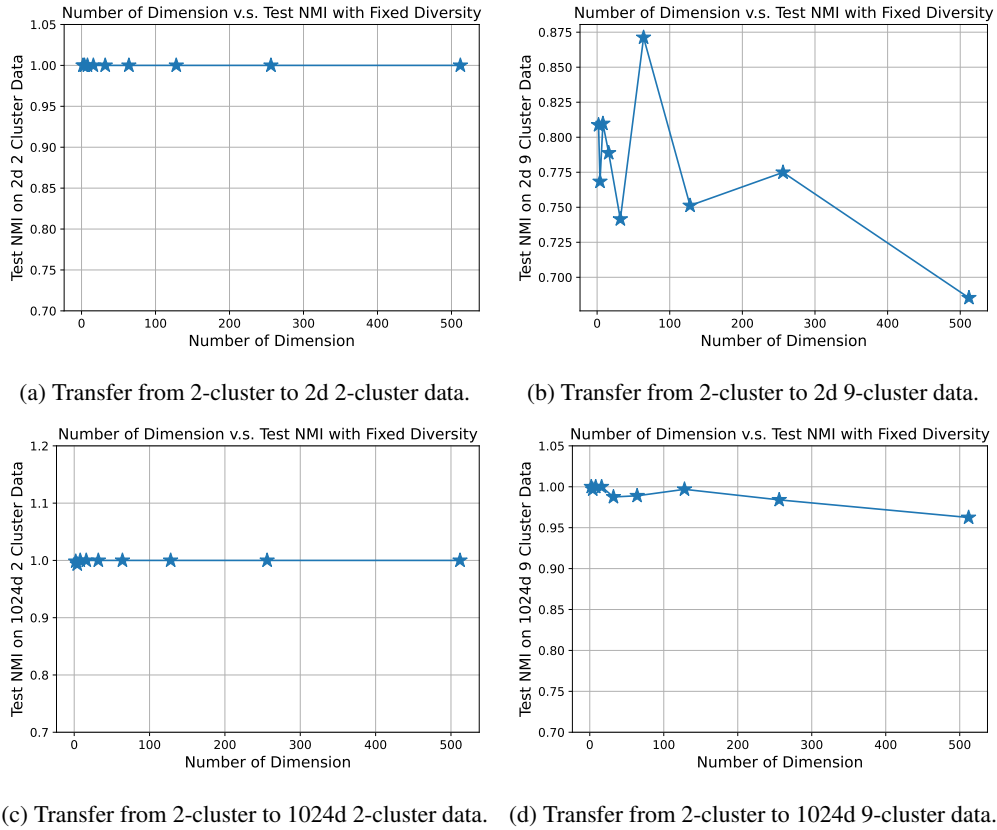 Number of Dimension v.s. Test NMI with Fixed Diversity
Test NMI on 2d 2 Cluster Data
1.05
1.00
0.95
0.90
0.85
0.80
0.75
0.70
0 100 200 300 400 500
Number of Dimension
(a) Transfer from 2-cluster to 2d 2-cluster data.
Number of Dimension v.s. Test NMI with Fixed Diversity
Test NMI on 2d 9 Cluster Data
0.875
0.850
0.825
0.800
0.775
0.750
0.725
0.700
0 100 200 300 400 500
Number of Dimension
(b) Transfer from 2-cluster to 2d 9-cluster data.
Number of Dimension v.s. Test NMI with Fixed Diversity
Test NMI on 1024d 2 Cluster Data
1.2
1.1
1.0
0.9
0.8
0.7
0 100 200 300 400 500
Number of Dimension
(c) Transfer from 2-cluster to 1024d 2-cluster data.
Number of Dimension v.s. Test NMI with Fixed Diversity
Test NMI on 1024d 9 Cluster Data
1.05
1.00
0.95
0.90
0.85
0.80
0.75
0.70
0 100 200 300 400 500
Number of Dimension
(d) Transfer from 2-cluster to 1024d 9-cluster data.